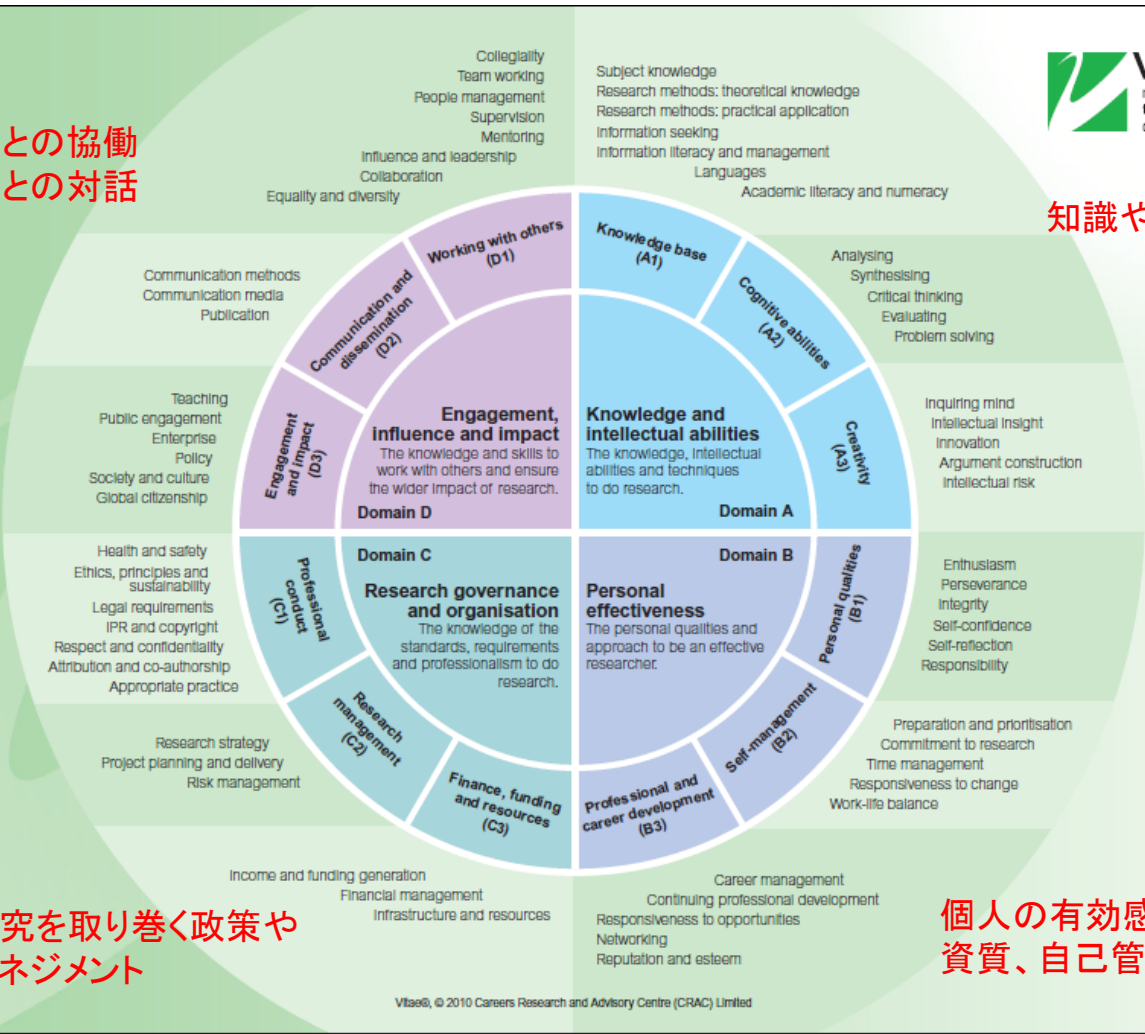 Collegiality
Team working
People management
Supervision
Mentoring
Influence and leadership
Collaboration
Equality and diversity
Subject knowledge
Research methods: theoretical knowledge
Research methods: practical application
Information seeking
Information literacy and management
Languages
Academic literacy and numeracy
との協働
との対話
知識や
Working with others
(D1)
Knowledge base
(A1)
Communication methods
Communication media
Publication
Communication and
dissemination
(D2)
Cognitive abilities
(A2)
Analysing
Synthesising
Critical thinking
Evaluating
Problem solving
Teaching
Public engagement
Enterprise
Policy
Society and culture
Global citizenship
Engagement
and impact
(D3)
Engagement,
influence and impact
The knowledge and skills to
work with others and ensure
the wider impact of research.
Domain D
Knowledge and
intellectual abilities
The knowledge, intellectual
abilities and techniques
to do research.
Domain A
Creativity
(A3)
Inquiring mind
Intellectual insight
Innovation
Argument construction
Intellectual risk
Health and safety
Ethics, principles and
sustainability
Legal requirements
IPR and copyright
Respect and confidentiality
Attribution and co-authorship
Appropriate practice
Professional
conduct
(C1)
Domain C
Research governance
and organisation
The knowledge of the
standards, requirements
and professionalism to do
research.
Domain B
Personal
effectiveness
The personal qualities and
approach to be an effective
researcher.
Personal qualities
(B1)
Enthusiasm
Perseverance
Integrity
Self-confidence
Self-reflection
Responsibility
Research strategy
Project planning and delivery
Risk management
Research
management
(C2)
Self-management
(B2)
Preparation and prioritisation
Commitment to research
Time management
Responsiveness to change
Work-life balance
Finance, funding
and resources
(C3)
Professional and
career development
(B3)
Income and funding generation
Financial management
Infrastructure and resources
Career management
Continuing professional development
Responsiveness to opportunities
Networking
Reputation and esteem
究を取り巻く政策や
ネジメント
個人の有効感
資質、自己管
Vitae®, © 2010 Careers Research and Advisory Centre (CRAC) Limited